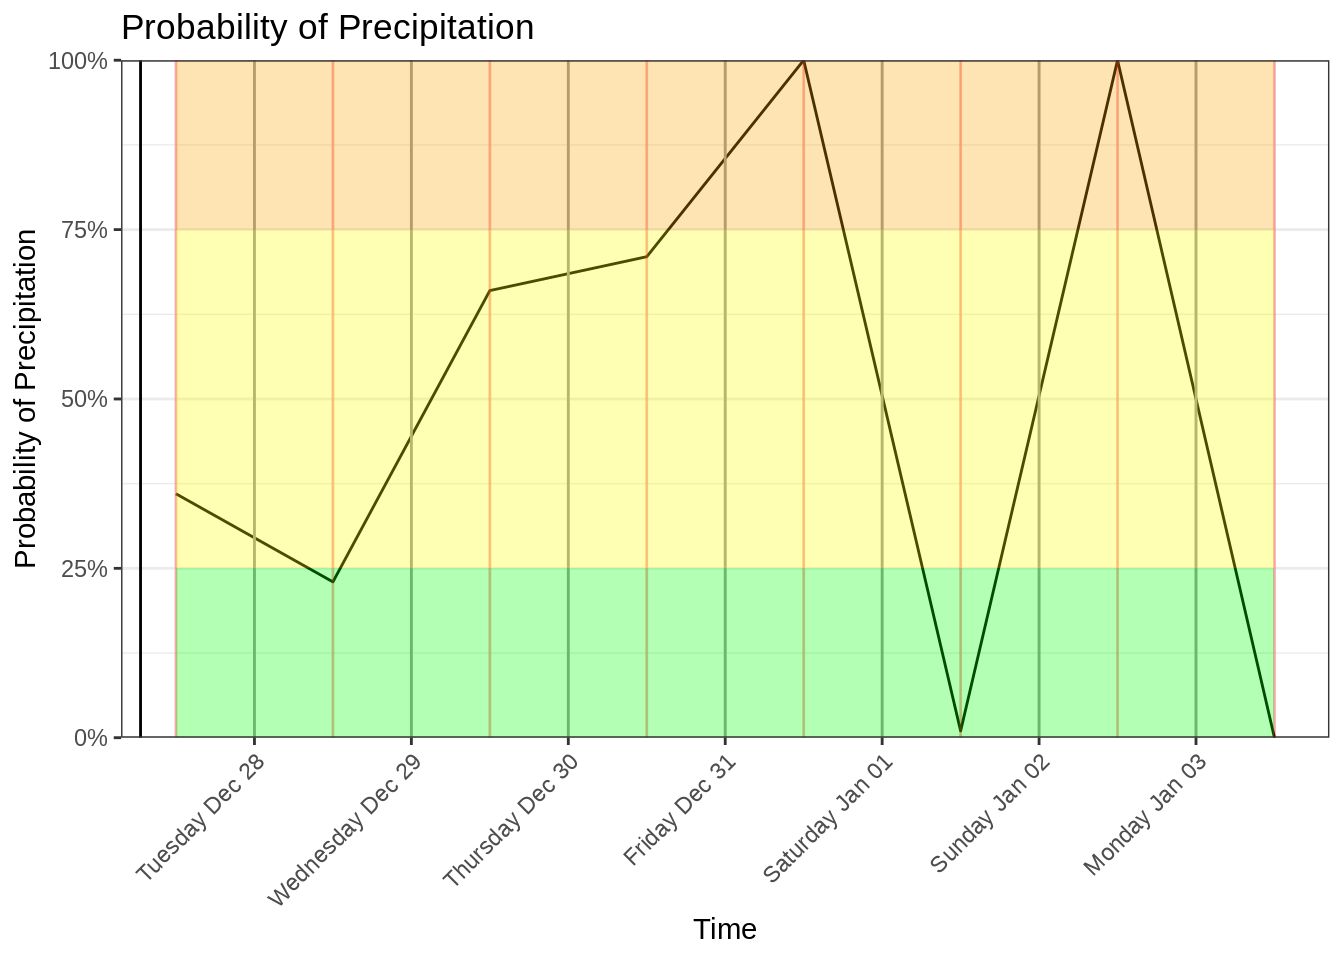 Probability of Precipitation
Probability of Precipitation
100%
75%
50%
25%
0%
Tuesday Dec 28
Wednesday Dec 29
Thursday Dec 30
Friday Dec 31
Saturday Jan 01
Sunday Jan 02
Monday Jan 03
Time